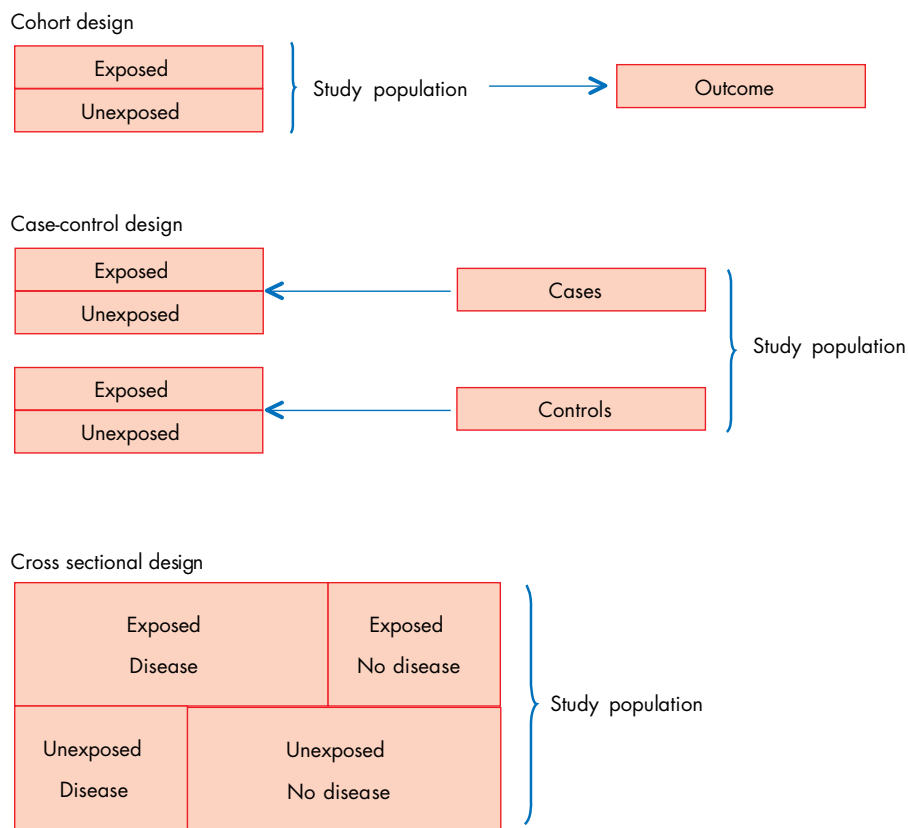 Cohort design
Exposed
Unexposed
Study population
Outcome
Case-control design
Exposed
Unexposed
Cases
Exposed
Unexposed
Controls
Study population
Cross sectional design
Exposed
Disease
Exposed
No disease
Unexposed
Disease
Unexposed
No disease
Study population